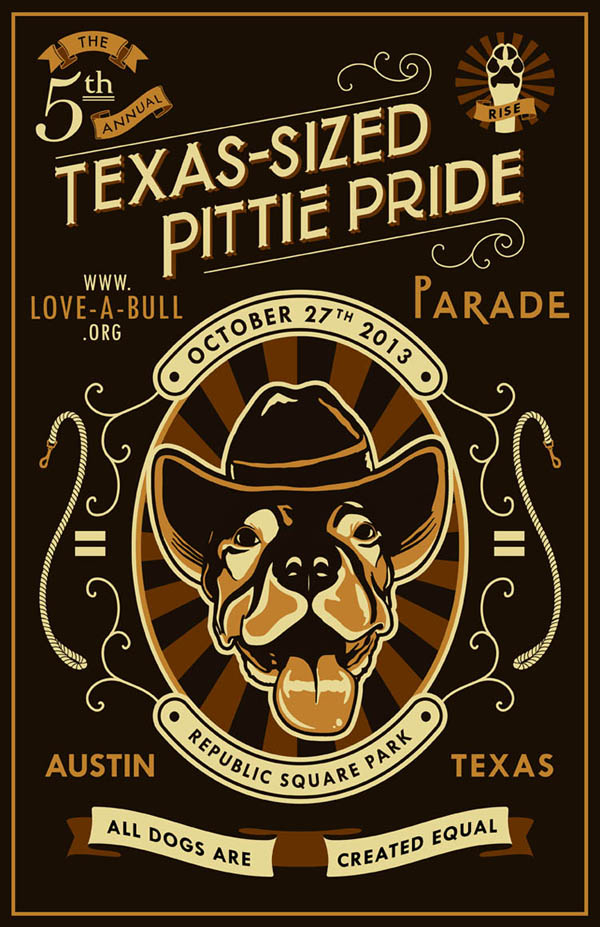 THE
5th
ANNUAL
RISE
TEXAS-SIZED
PITTIE PRIDE
PARADE
WWW.
LOVE-A-BULL
.ORG
OCTOBER 27TH 2013
=
=
REPUBLIC SQUARE PARK
AUSTIN
TEXAS
ALL DOGS ARE
CREATED EQUAL